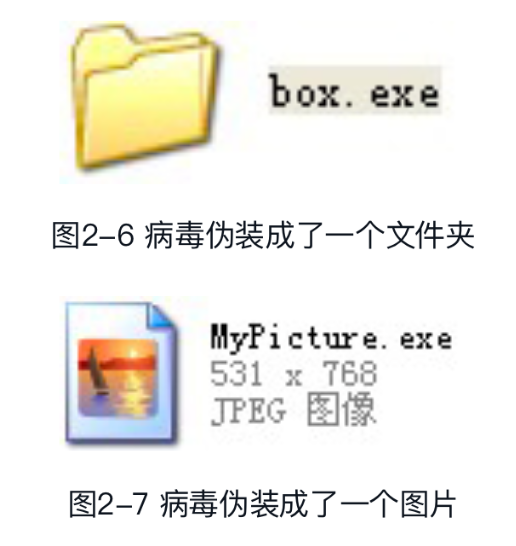 box.exe
图2-6 病毒伪装成了一个文件夹
MyPicture.exe
531 x 768
JPEG 图像
图2-7 病毒伪装成了一个图片